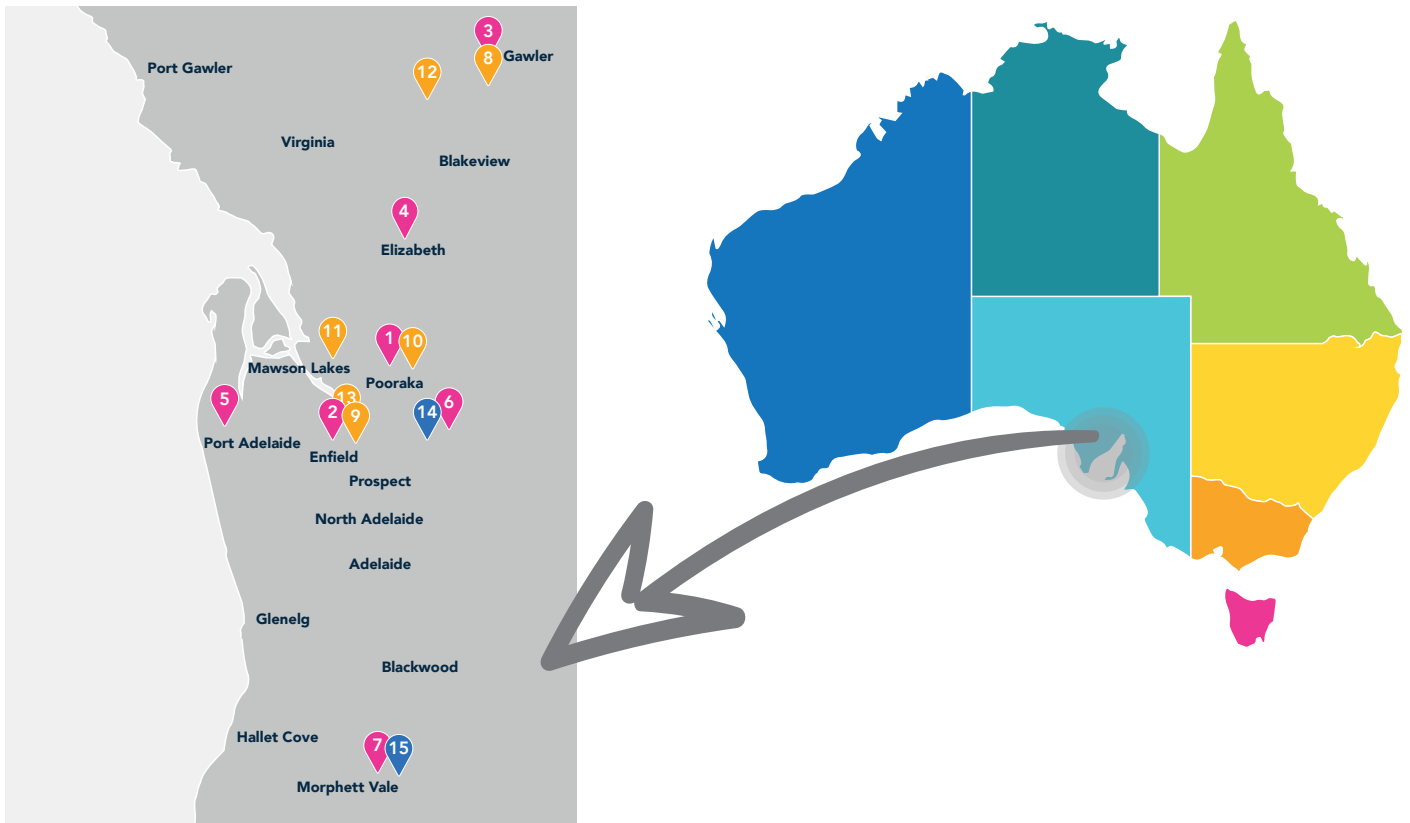 3
Gawler
8
Port Gawler
12
Virginia
Blakeview
4
Elizabeth
11
1
10
Mawson Lakes
Pooraka
5
13
6
2
9
14
Port Adelaide
Enfield
Prospect
North Adelaide
Adelaide
Glenelg
Blackwood
Hallet Cove
7
15
Morphett Vale